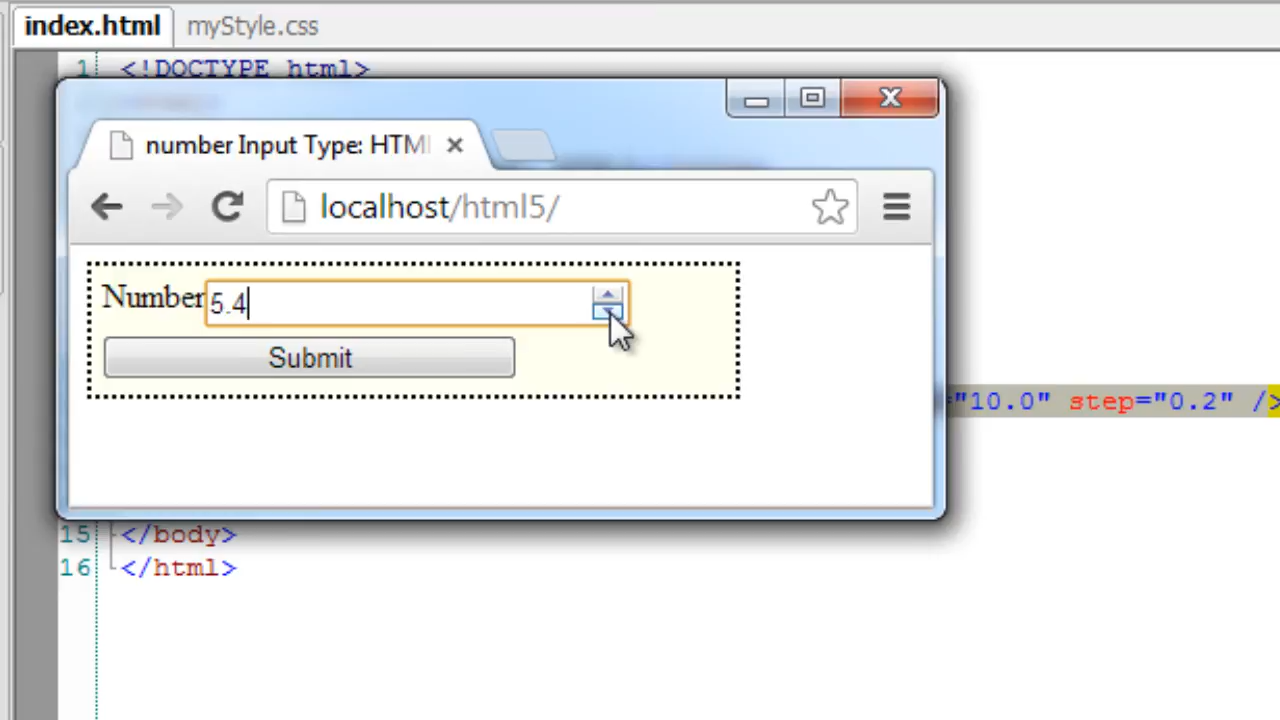 index.html myStyle.css
1 <!DOCTYPE html>
number Input Type: HTM
localhost/html5/
Number 5.4
Submit
="10.0" step="0.2" />
15 </body>
16 </html>